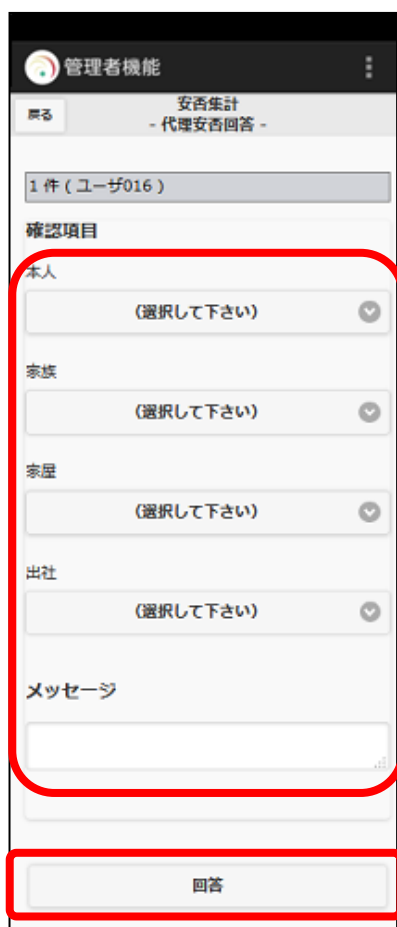 管理者機能
戻る
安否集計
- 代理安否回答 -
1 件 ( ユーザ016 )
確認項目
本人
(選択して下さい)
家族
(選択して下さい)
家屋
(選択して下さい)
出社
(選択して下さい)
メッセージ
回答